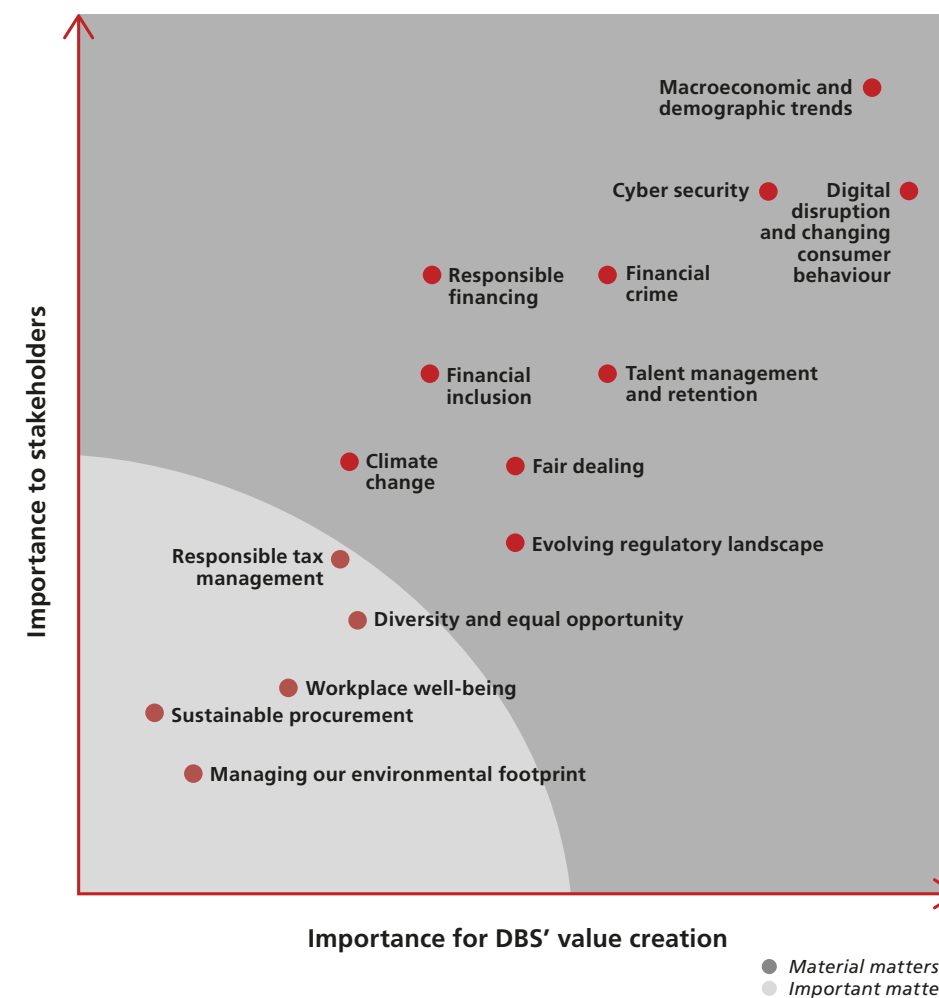 Macroeconomic and
demographic trends
Cyber security
Digital
disruption
and changing
consumer
behaviour
Responsible
financing
Financial
crime
Financial
inclusion
Talent management
and retention
Climate
change
Fair dealing
Evolving regulatory landscape
Responsible tax
management
Diversity and equal opportunity
Workplace well-being
Sustainable procurement
Managing our environmental footprint
Importance to stakeholders
Importance for DBS’ value creation
Material matters
Important matte